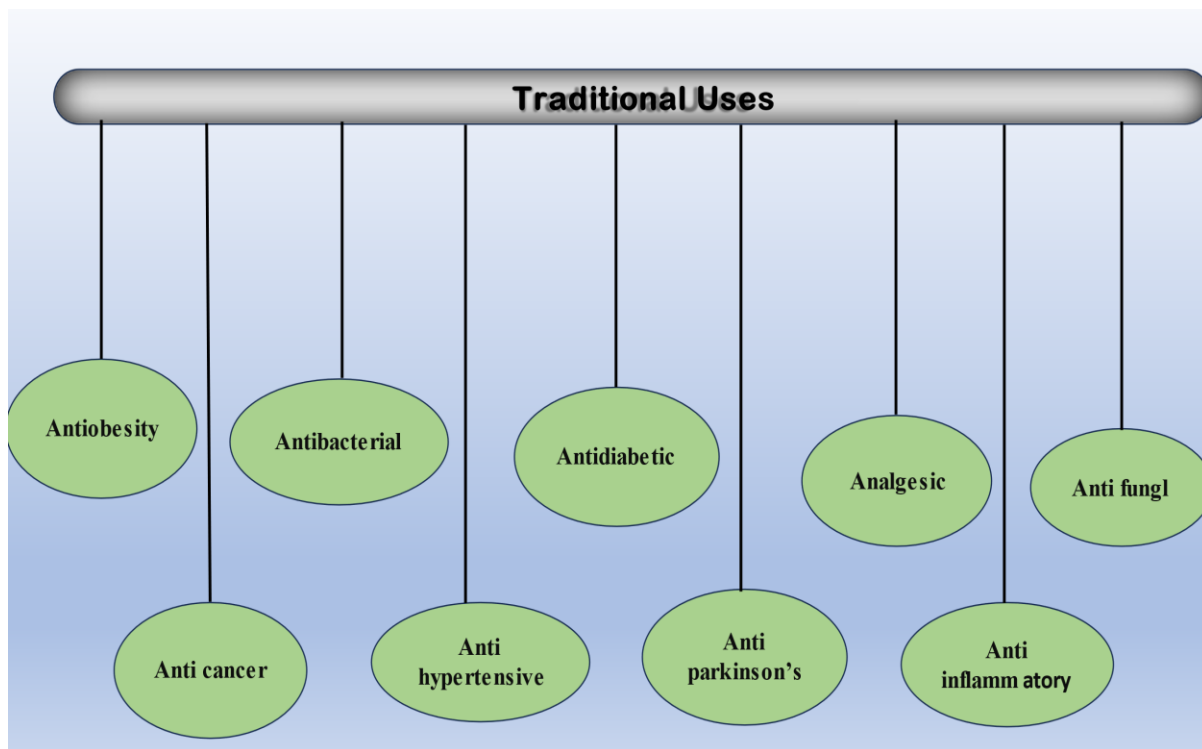 Traditional Uses
Antiobesity
Antibacterial
Antidiabetic
Analgesic
Anti fungl
Anti cancer
Anti
hypertensive
Anti
parkinson’s
Anti
inflamm atory